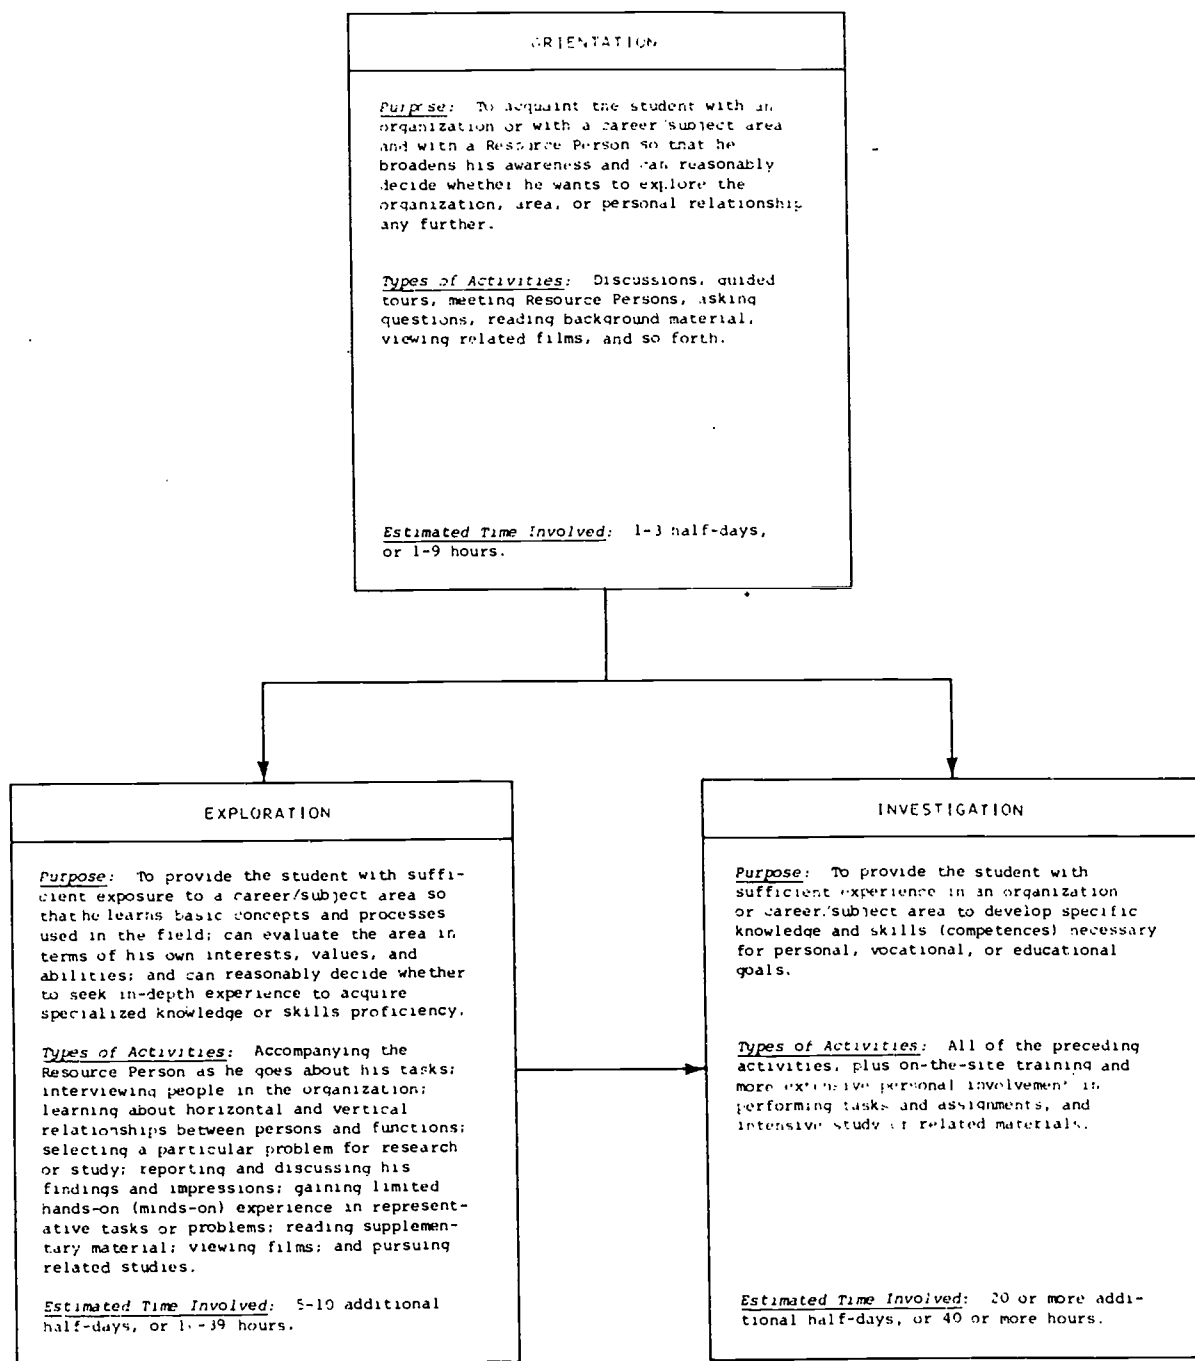 ORIENTATION
Purpose: To acquaint the student with an
organization or with a career/subject area
and with a Resource Person so that he
broadens his awareness and can reasonably
decide whether he wants to explore the
organization, area, or personal relationship
any further.
Types of Activities: Discussions, guided
tours, meeting Resource Persons, asking
questions, reading background material,
viewing related films, and so forth.
Estimated Time Involved: 1-3 half-days,
or 1-9 hours.
EXPLORATION
Purpose: To provide the student with suffi-
cient exposure to a career/subject area so
that he learns basic concepts and processes
used in the field; can evaluate the area in
terms of his own interests, values, and
abilities; and can reasonably decide whether
to seek in-depth experience to acquire
specialized knowledge or skills proficiency.
Types of Activities: Accompanying the
Resource Person as he goes about his tasks;
interviewing people in the organization;
learning about horizontal and vertical
relationships between persons and functions;
selecting a particular problem for research
or study; reporting and discussing his
findings and impressions; gaining limited
hands-on (minds-on) experience in represent-
ative tasks or problems; reading supplemen-
tary material; viewing films; and pursuing
related studies.
Estimated Time Involved: 5-10 additional
half-days, or hours.
INVESTIGATION
Purpose: To provide the student with
sufficient experience in an organization
or career/subject area to develop specific
knowledge and skills (competences) necessary
for personal, vocational, or educational
goals.
Types of Activities: All of the preceding
activities, plus on-the-site training and
more extensive personal involvement in
performing tasks and assignments, and
intensive study of related materials.
Estimated Time Involved: 20 or more addi-
tional half-days, or 40 or more hours.